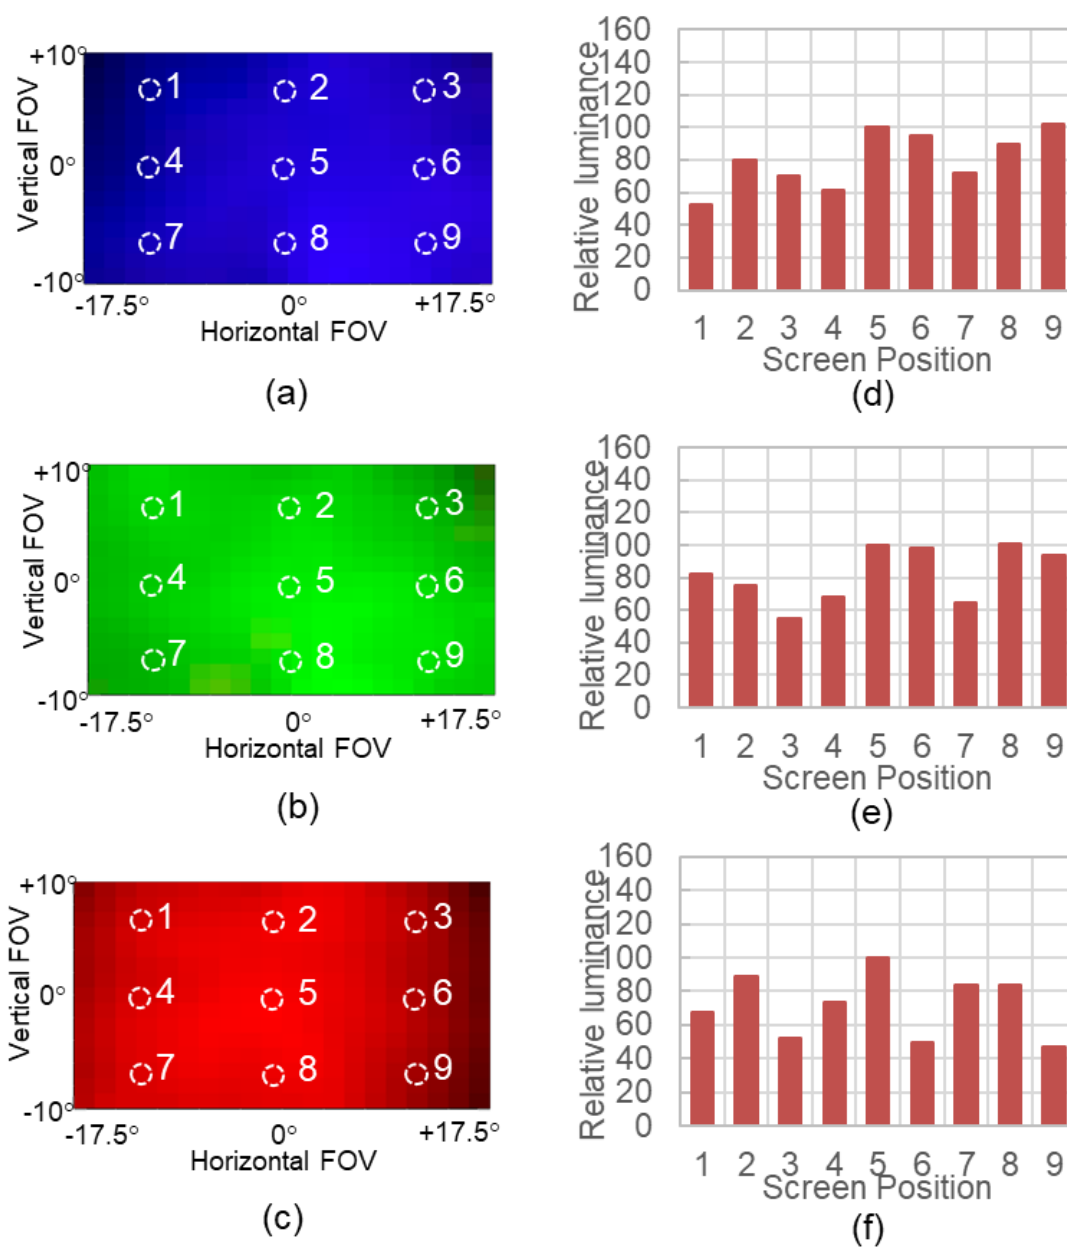 +10°
1 2 3
Vertical FOV
0° 4 5 6
7 8 9
-10°
-17.5° 0° +17.5°
Horizontal FOV
(a)
160
140
120
100
80
60
40
20
0
Relative luminance
1 2 3 4 5 6 7 8 9
Screen Position
(d)
+10°
1 2 3
Vertical FOV
0° 4 5 6
7 8 9
-10°
-17.5° 0° +17.5°
Horizontal FOV
(b)
160
140
120
100
80
60
40
20
0
Relative luminance
1 2 3 4 5 6 7 8 9
Screen Position
(e)
+10°
1 2 3
Vertical FOV
0° 4 5 6
7 8 9
-10°
-17.5° 0° +17.5°
Horizontal FOV
(c)
160
140
120
100
80
60
40
20
0
Relative luminance
1 2 3 4 5 6 7 8 9
Screen Position
(f)